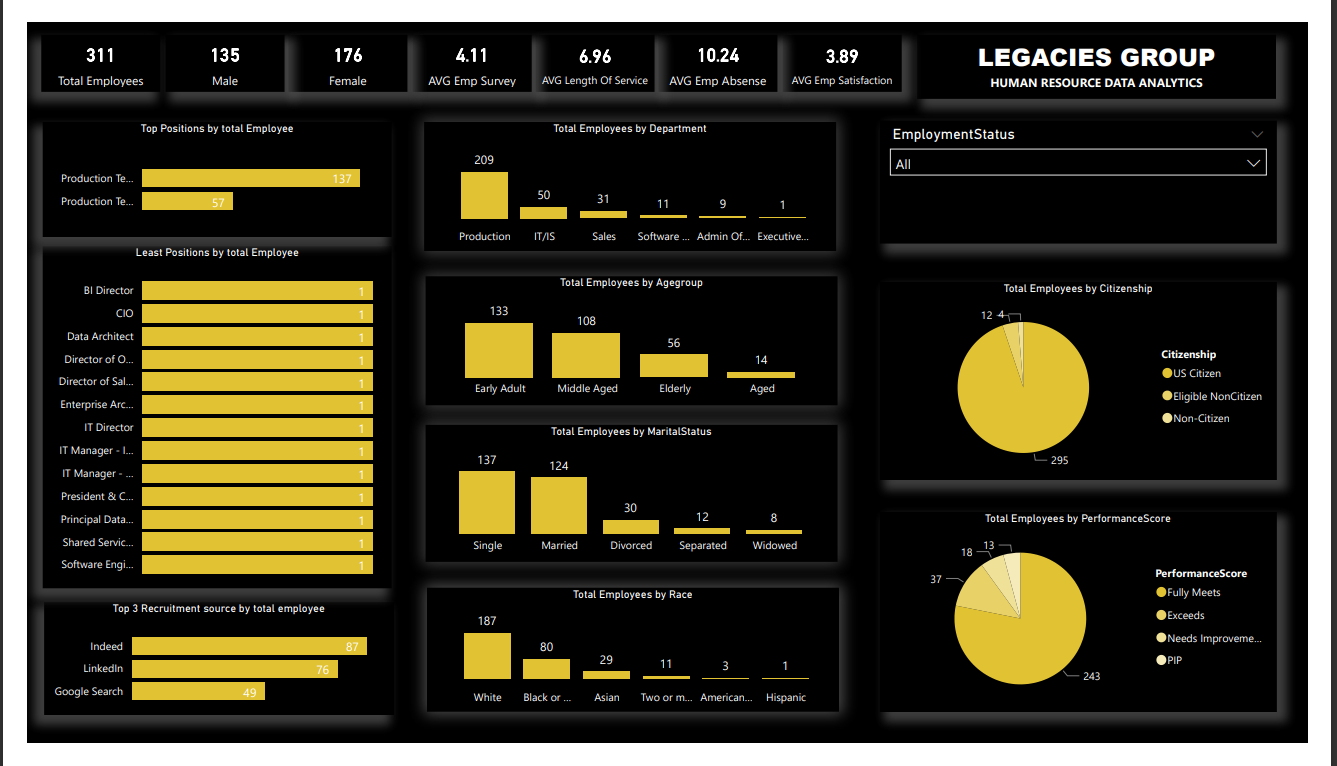 311
Total Employees
135
Male
176
Female
4.11
AVG Emp Survey
6.96
AVG Length Of Service
10.24
AVG Emp Absense
3.89
AVG Emp Satisfaction
LEGACIES GROUP
HUMAN RESOURCE DATA ANALYTICS
Top Positions by total Employee
Production Te... 137
Production Te... 57
Least Positions by total Employee
BI Director 1
CIO 1
Data Architect 1
Director of O... 1
Director of Sal... 1
Enterprise Arc... 1
IT Director 1
IT Manager - I... 1
IT Manager - ... 1
President & C... 1
Principal Data... 1
Shared Servic... 1
Software Engi... 1
Top 3 Recruitment source by total employee
Indeed 87
LinkedIn 76
Google Search 49
Total Employees by Department
209 50 31 11 9 1
Production IT/IS Sales Software ... Admin Of... Executive...
Total Employees by Agegroup
133 108 56 14
Early Adult Middle Aged Elderly Aged
Total Employees by MaritalStatus
137 124 30 12 8
Single Married Divorced Separated Widowed
Total Employees by Race
187 80 29 11 3 1
White Black or ... Asian Two or m... American... Hispanic
EmploymentStatus
All
Total Employees by Citizenship
12 4
295
Citizenship
US Citizen
Eligible NonCitizen
Non-Citizen
Total Employees by PerformanceScore
13
18
37
243
PerformanceScore
Fully Meets
Exceeds
Needs Improveme...
PIP